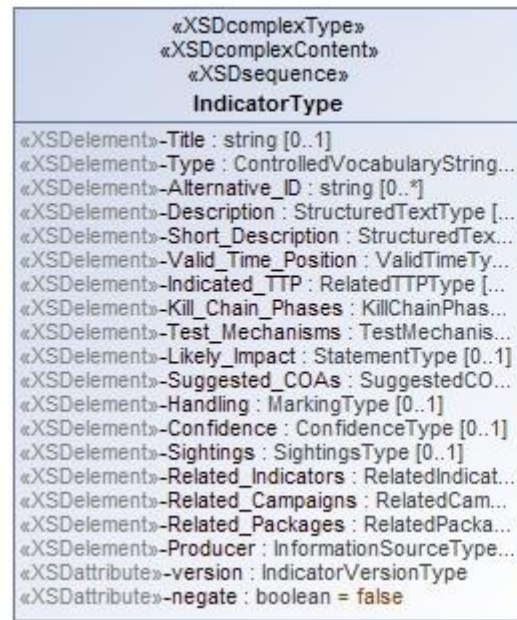 «XSDcomplexType»
«XSDcomplexContent»
«XSDsequence»
IndicatorType
«XSDelement»-Title : string [0..1]
«XSDelement»-Type : ControlledVocabularyString...
«XSDelement»-Alternative_ID : string [0..*]
«XSDelement»-Description : StructuredTextType [...
«XSDelement»-Short_Description : StructuredTex...
«XSDelement»-Valid_Time_Position : ValidTimeTy...
«XSDelement»-Indicated_TTP : RelatedTTPType [...
«XSDelement»-Kill_Chain_Phases : KillChainPhas...
«XSDelement»-Test_Mechanisms : TestMechanis...
«XSDelement»-Likely_Impact : StatementType [0..1]
«XSDelement»-Suggested_COAs : SuggestedCO...
«XSDelement»-Handling : MarkingType [0..1]
«XSDelement»-Confidence : ConfidenceType [0..1]
«XSDelement»-Sightings : SightingsType [0..1]
«XSDelement»-Related_Indicators : RelatedIndicat...
«XSDelement»-Related_Campaigns : RelatedCam...
«XSDelement»-Related_Packages : RelatedPacka...
«XSDelement»-Producer : InformationSourceType...
«XSDattribute»-version : IndicatorVersionType
«XSDattribute»-negate : boolean = false